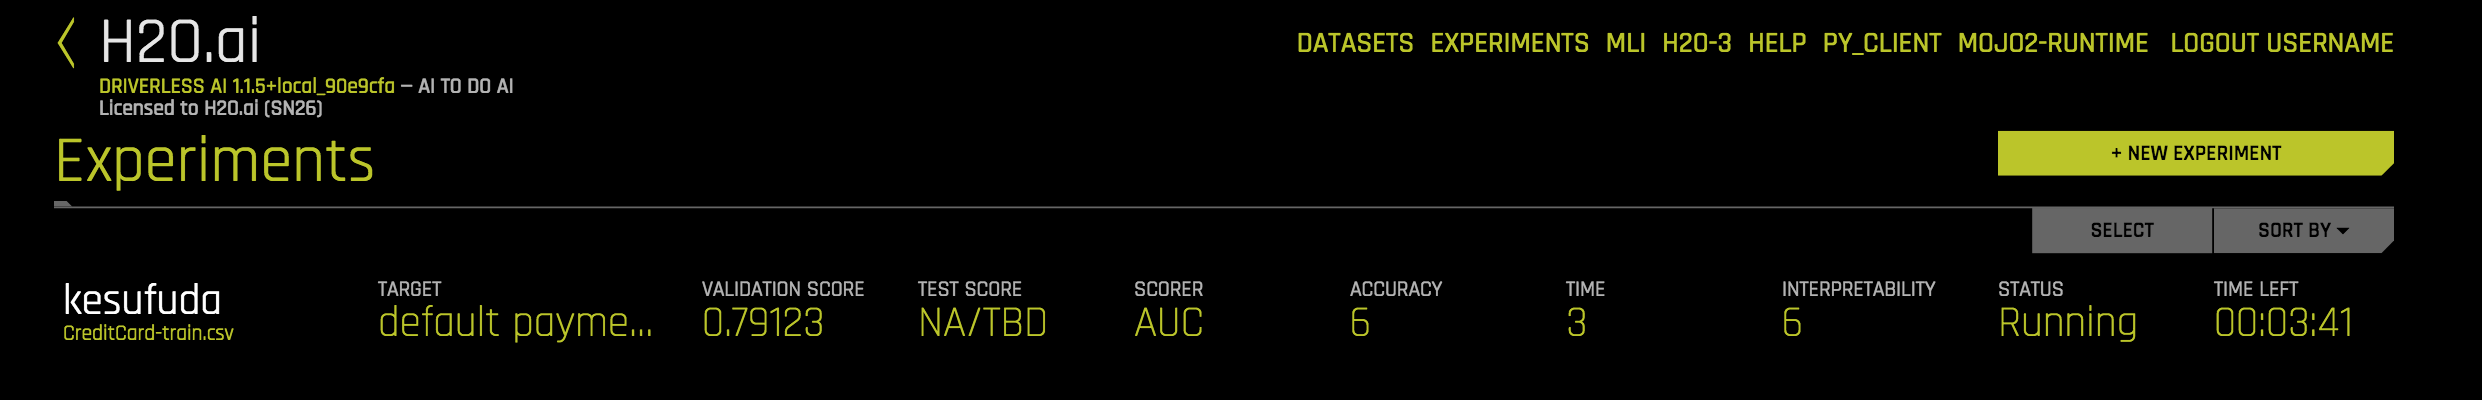 H2O.ai
DATASETS EXPERIMENTS MLI H2O-3 HELP PY_CLIENT MOJO2-RUNTIME LOGOUT USERNAME
DRIVERLESS AI 1.1.5+local_90e9cfa – AI TO DO AI
Licensed to H2O.ai (SN26)
Experiments
+ NEW EXPERIMENT
SELECT SORT BY
kesufuda
CreditCard-train.csv
TARGET
default payme...
VALIDATION SCORE
0.79123
TEST SCORE
NA/TBD
SCORER
AUC
ACCURACY
6
TIME
3
INTERPRETABILITY
6
STATUS
Running
TIME LEFT
00:03:41